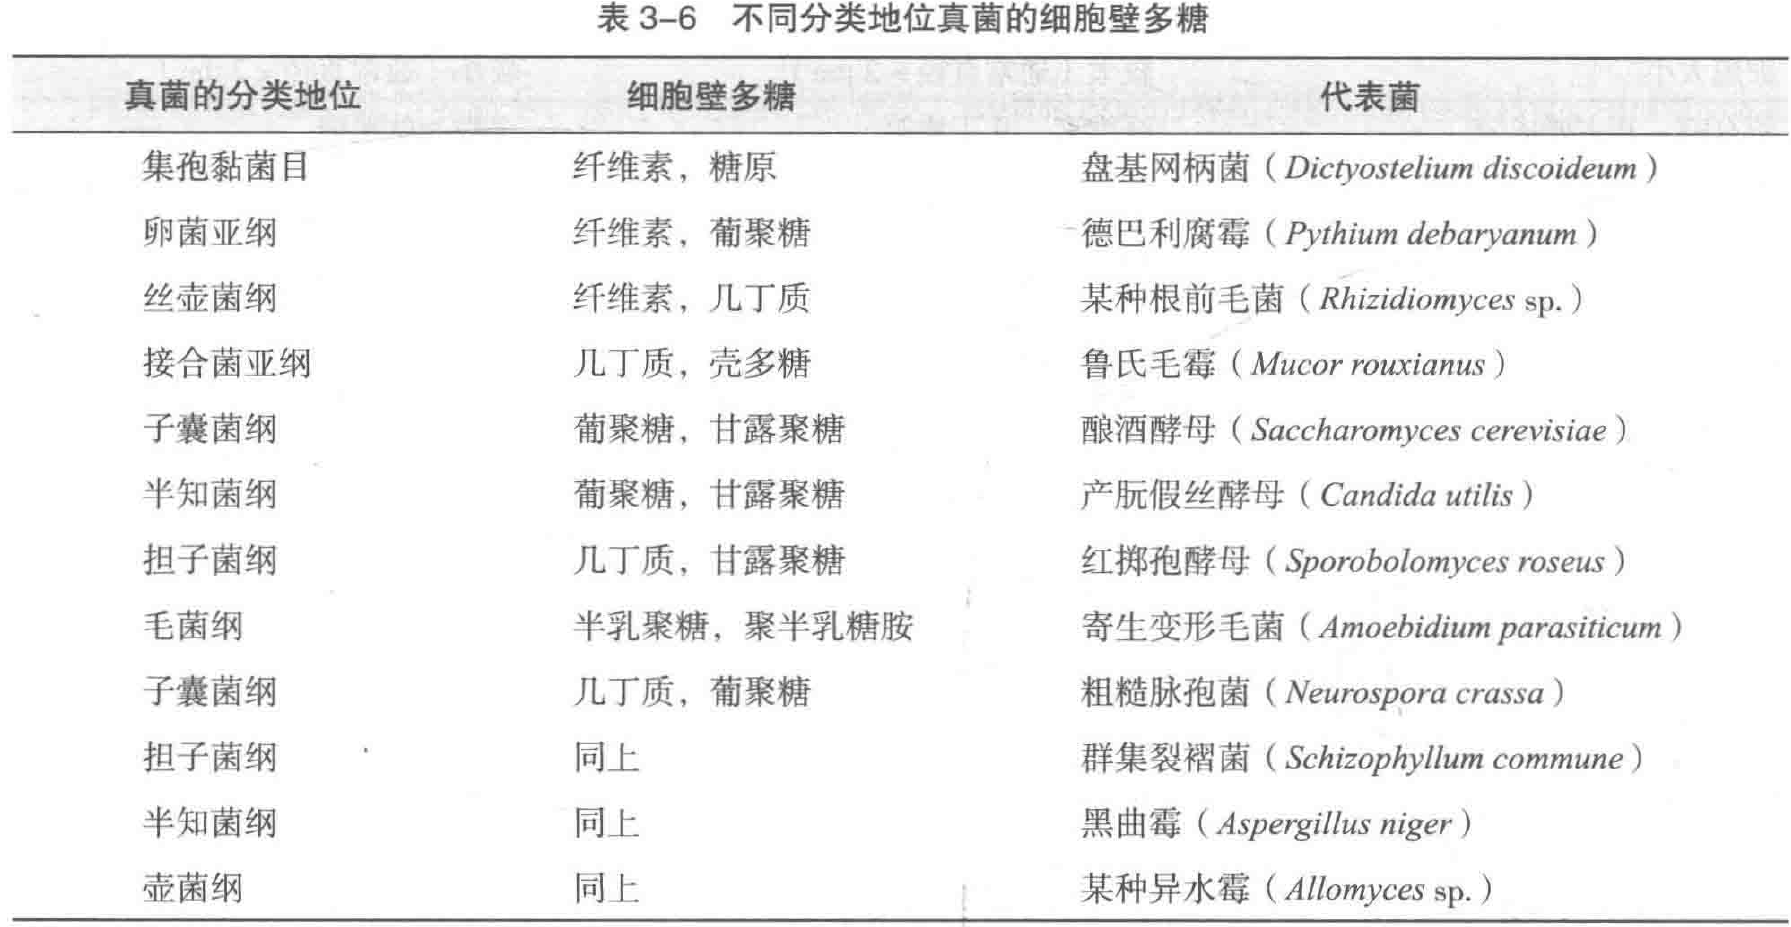 表 3-6 不同分类地位真菌的细胞壁多糖
真菌的分类地位 细胞壁多糖 代表菌
集孢黏菌目 纤维素，糖原 盘基网柄菌（Dictyostelium discoideum）
卵菌亚纲 纤维素，葡聚糖 德巴利腐霉（Pythium debaryanum）
丝壶菌纲 纤维素，几丁质 某种根前毛菌（Rhizidiomyces sp.）
接合菌亚纲 几丁质，壳多糖 鲁氏毛霉（Mucor rouxianus）
子囊菌纲 葡聚糖，甘露聚糖 酿酒酵母（Saccharomyces cerevisiae）
半知菌纲 葡聚糖，甘露聚糖 产朊假丝酵母（Candida utilis）
担子菌纲 几丁质，甘露聚糖 红掷孢酵母（Sporobolomyces roseus）
毛菌纲 半乳聚糖，聚半乳糖胺 寄生变形毛菌（Amoebidium parasiticum）
子囊菌纲 几丁质，葡聚糖 粗糙脉孢菌（Neurospora crassa）
担子菌纲 同上 群集裂褶菌（Schizophyllum commune）
半知菌纲 同上 黑曲霉（Aspergillus niger）
壶菌纲 同上 某种异水霉（Allomyces sp.）